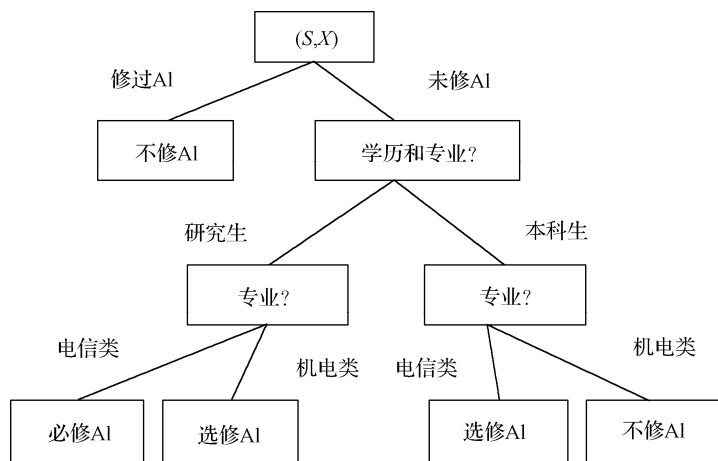 (S,X)
修过AI
未修AI
不修AI
学历和专业?
研究生
本科生
专业?
专业?
电信类
机电类
电信类
机电类
必修AI
选修AI
选修AI
不修AI